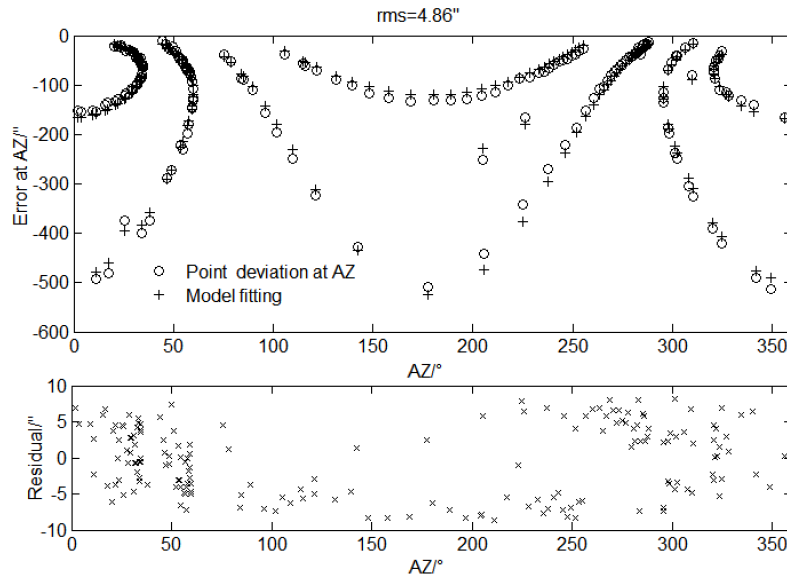 rms=4.86"
Error at AZ/"
0
-100
-200
-300
-400
-500
-600
Point deviation at AZ
Model fitting
0 50 100 150 200 250 300 350
AZ/°
Residual/"
10
5
0
-5
-10
0 50 100 150 200 250 300 350
AZ/°